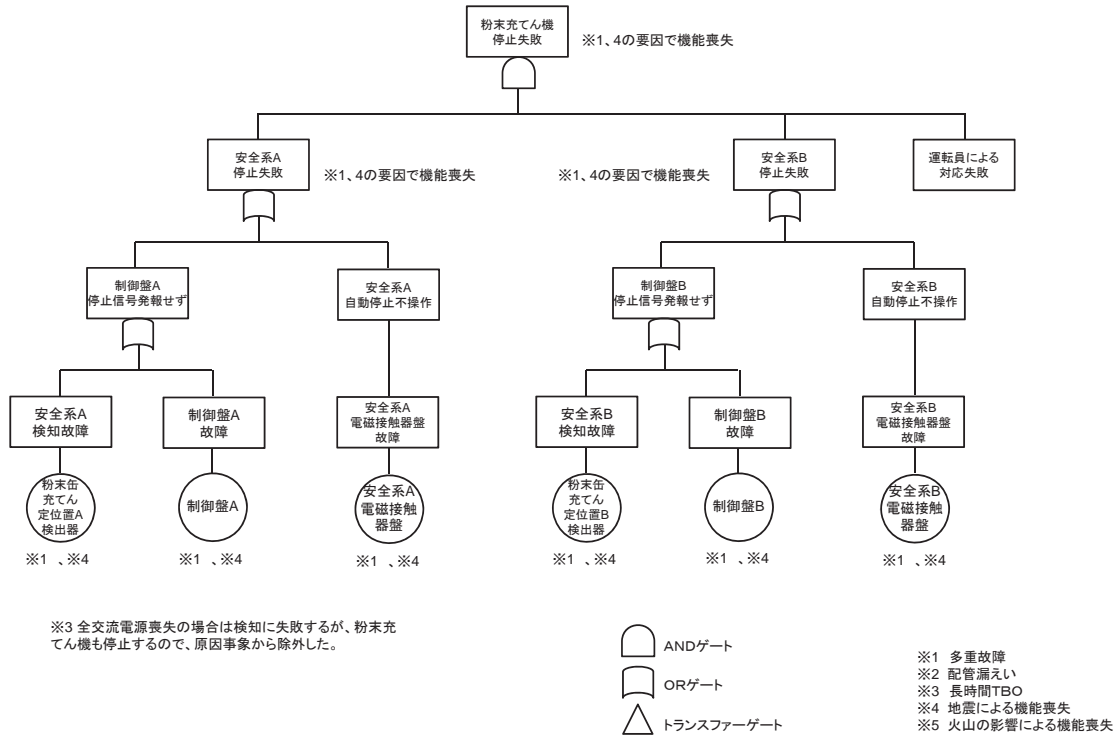 粉末充てん機
停止失敗
※1、4の要因で機能喪失
安全系A
停止失敗
※1、4の要因で機能喪失
※1、4の要因で機能喪失
安全系B
停止失敗
運転員による
対応失敗
制御盤A
停止信号発報せず
安全系A
自動停止不操作
制御盤B
停止信号発報せず
安全系B
自動停止不操作
安全系A
検知故障
制御盤A
故障
安全系A
電磁接触器盤
故障
安全系B
検知故障
制御盤B
故障
安全系B
電磁接触器盤
故障
粉末缶
充てん
定位置A
検出器
制御盤A
安全系A
電磁接触
器盤
粉末缶
充てん
定位置B
検出器
制御盤B
安全系B
電磁接触
器盤
※1 、※4
※1 、※4
※1 、※4
※1 、※4
※1 、※4
※1 、※4
※3 全交流電源喪失の場合は検知に失敗するが、粉末充
てん機も停止するので、原因事象から除外した。
ANDゲート
ORゲート
トランスファーゲート
※1 多重故障
※2 配管漏えい
※3 長時間TBO
※4 地震による機能喪失
※5 火山の影響による機能喪失